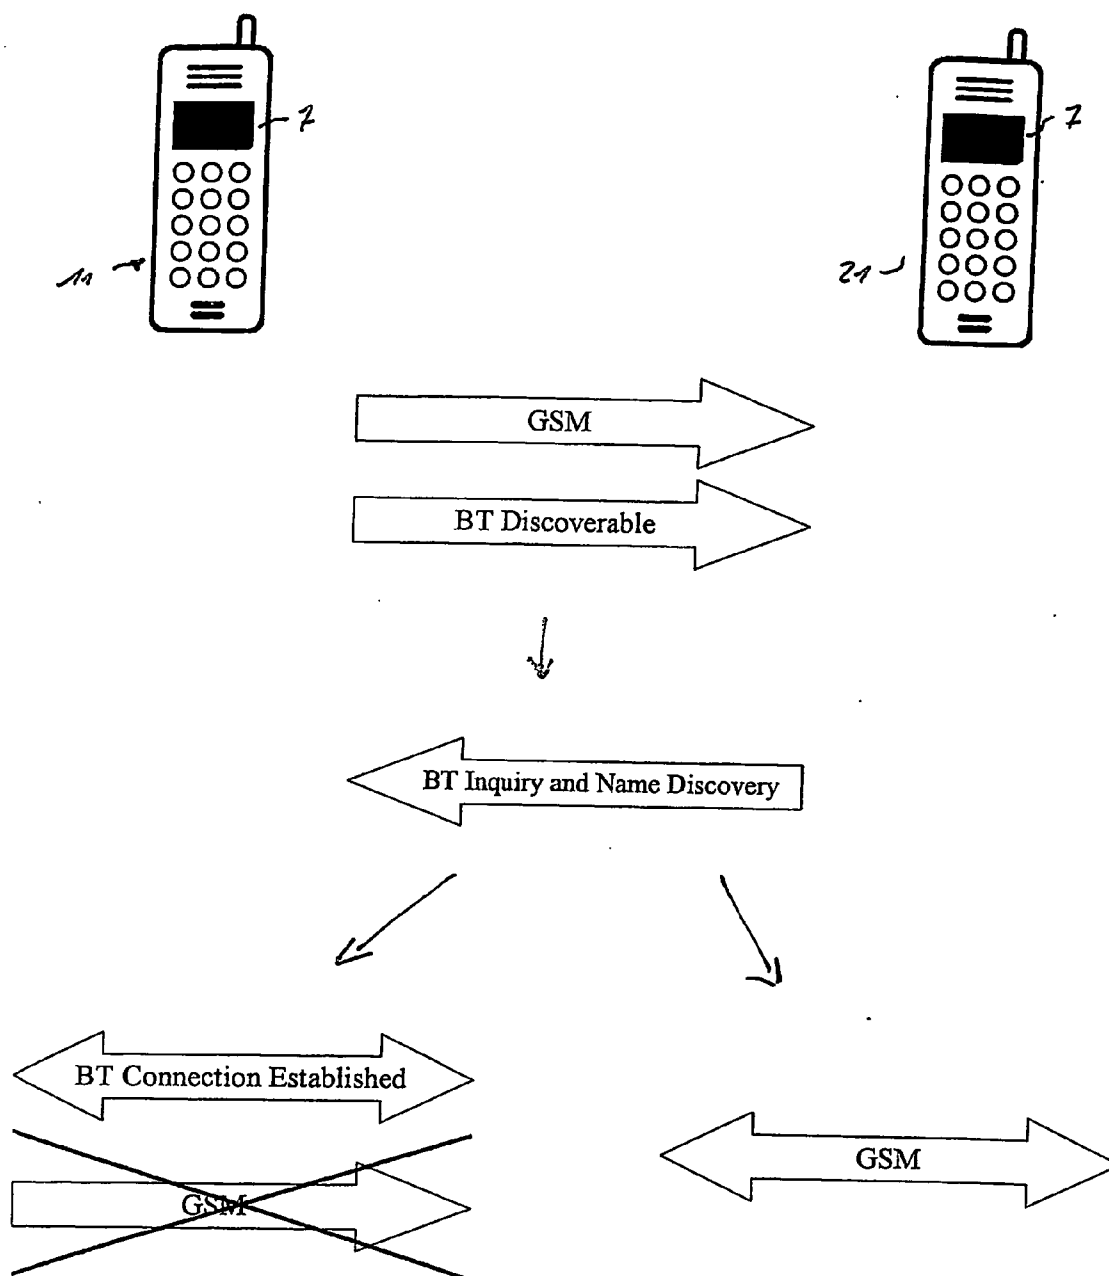 7
7
11
21
GSM
BT Discoverable
BT Inquiry and Name Discovery
BT Connection Established
GSM
GSM